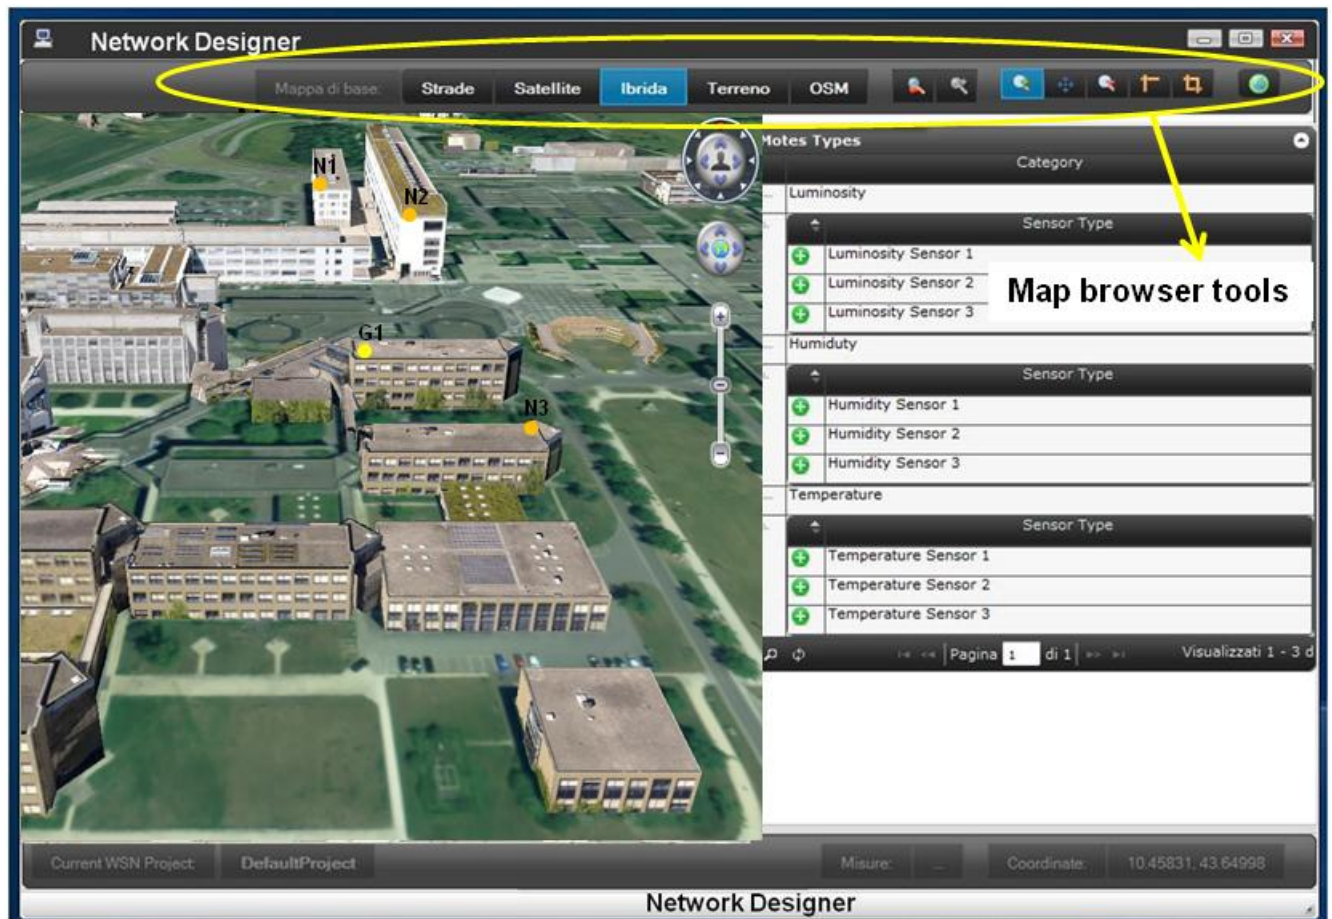 Network Designer
Mappa di base: Strade Satellite Ibrida Terreno OSM
Motes Types
Category
Luminosity
Sensor Type
Luminosity Sensor 1
Luminosity Sensor 2
Luminosity Sensor 3
Map browser tools
Humiduty
Sensor Type
Humidity Sensor 1
Humidity Sensor 2
Humidity Sensor 3
Temperature
Sensor Type
Temperature Sensor 1
Temperature Sensor 2
Temperature Sensor 3
Pagina 1 di 1 Visualizzati 1 - 3 d
N1
N2
G1
N3
Current WSN Project: DefaultProject Misure: ... Coordinate: 10.45831, 43.64998
Network Designer